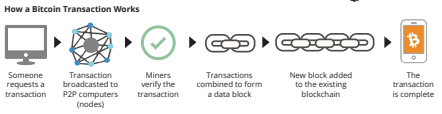 How a Bitcoin Transaction Works
Someone
requests a
transaction
Transaction
broadcasted to
P2P computers
(nodes)
Miners
verify the
transaction
Transactions
combined to form
a data block
New block added
to the existing
blockchain
The
transaction
is complete